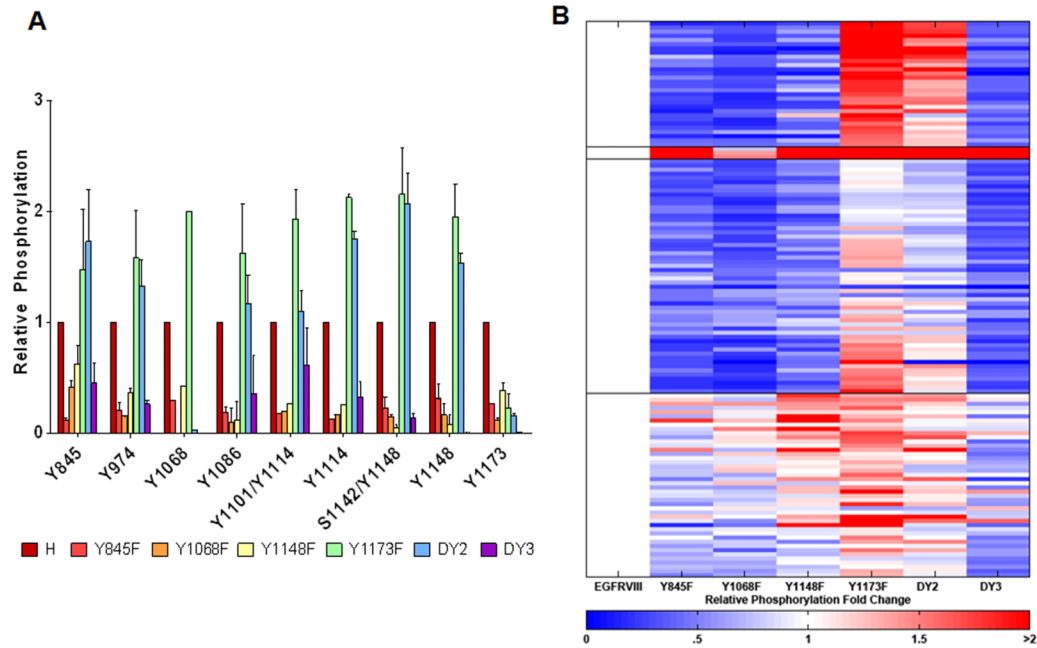 A
Relative Phosphorylation
3
2
1
0
Y845
Y974
Y1068
Y1086
Y1101/Y1114
Y1114
S1142/Y1148
Y1148
Y1173
H
Y845F
Y1068F
Y1148F
Y1173F
DY2
DY3
B
EGFRVIII Y845F Y1068F Y1148F Y1173F DY2 DY3
Relative Phosphorylation Fold Change
0 .5 1 1.5 >2